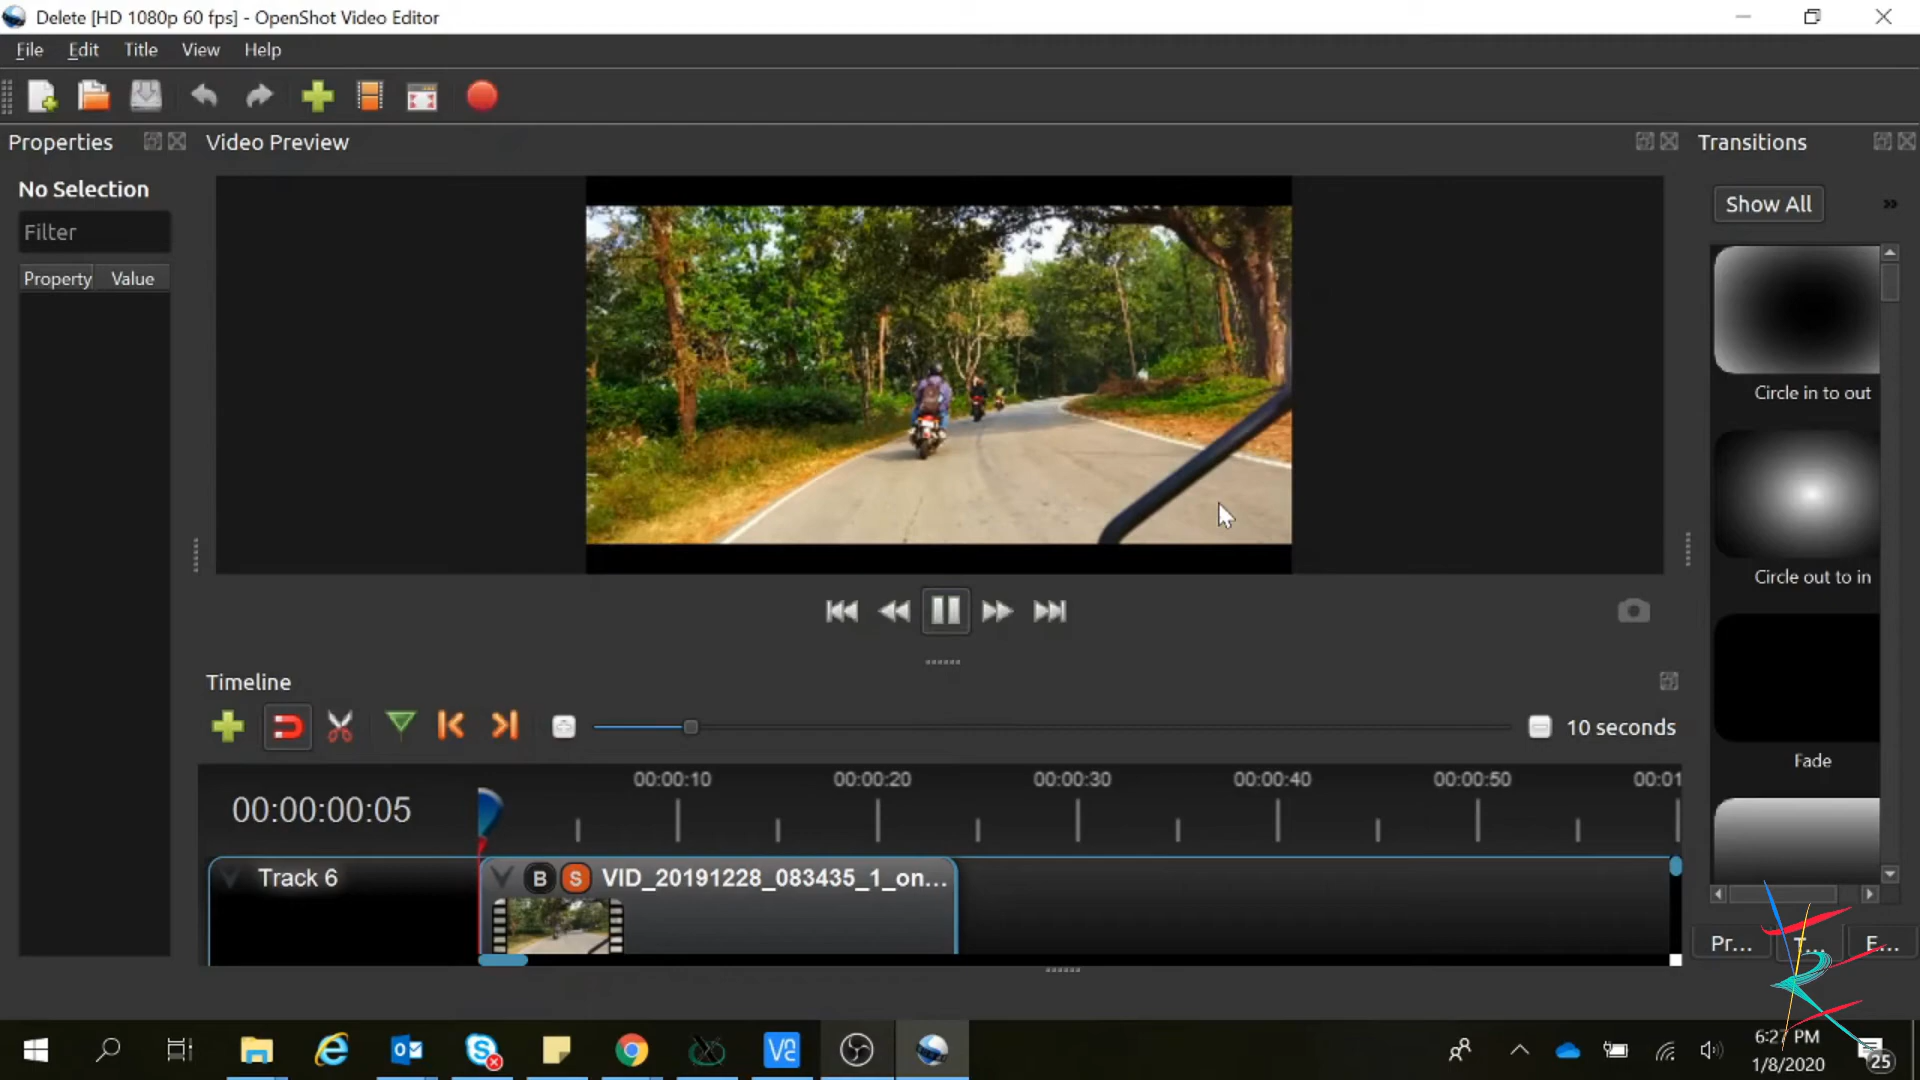 Delete [HD 1080p 60 fps] - OpenShot Video Editor
File Edit Title View Help
Properties
Video Preview
Transitions
No Selection
Filter
Property Value
Show All
»
Circle in to out
Circle out to in
Fade
Timeline
10 seconds
00:00:00:05
00:00:10 00:00:20 00:00:30 00:00:40 00:00:50 00:01
Track 6
B S VID_20191228_083435_1_on...
Pr... T... E...
6:27 PM
1/8/2020
25